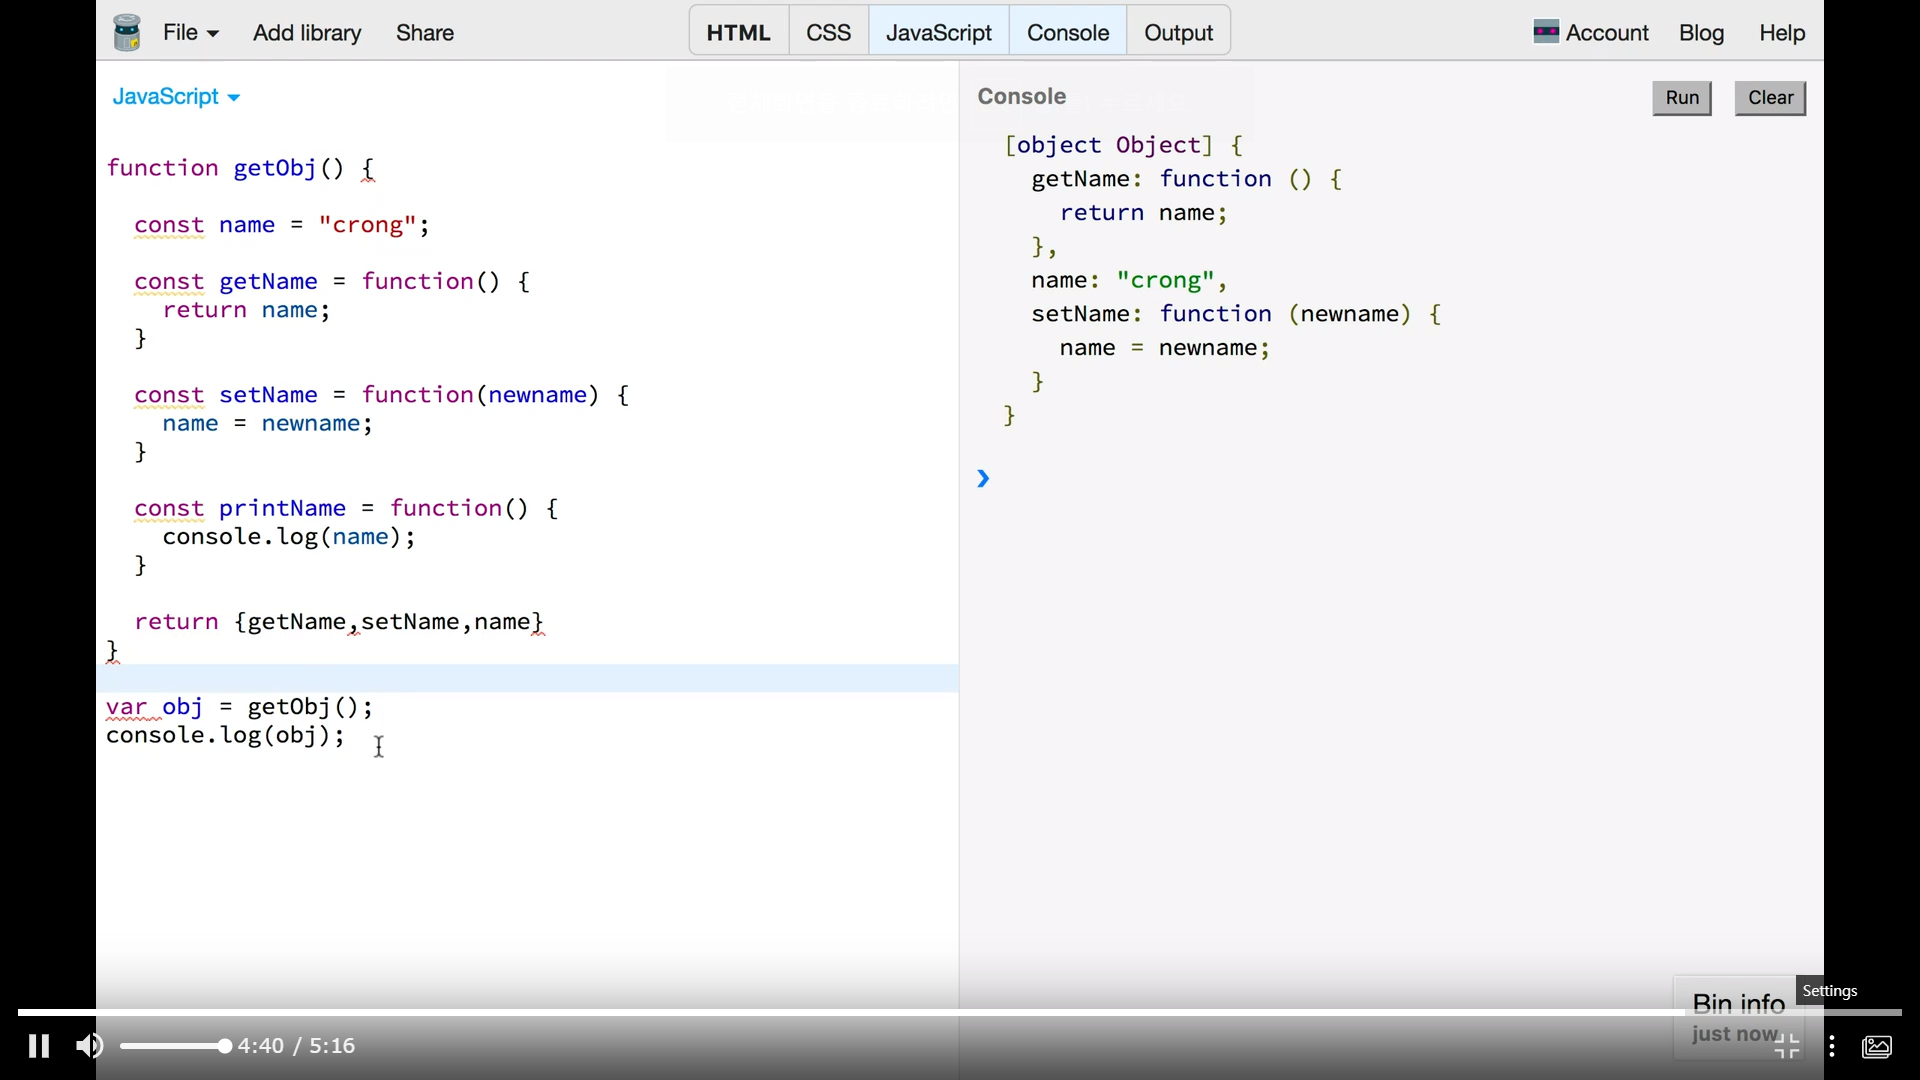 File Add library Share HTML CSS JavaScript Console Output Account Blog Help
JavaScript
function getObj() {
const name = "crong";
const getName = function() {
return name;
}
const setName = function(newname) {
name = newname;
}
const printName = function() {
console.log(name);
}
return {getName,setName,name}
}
var obj = getObj();
console.log(obj);
Console Run Clear
[object Object] {
getName: function () {
return name;
},
name: "crong",
setName: function (newname) {
name = newname;
}
}
Settings
Bin info
just now
4:40 / 5:16